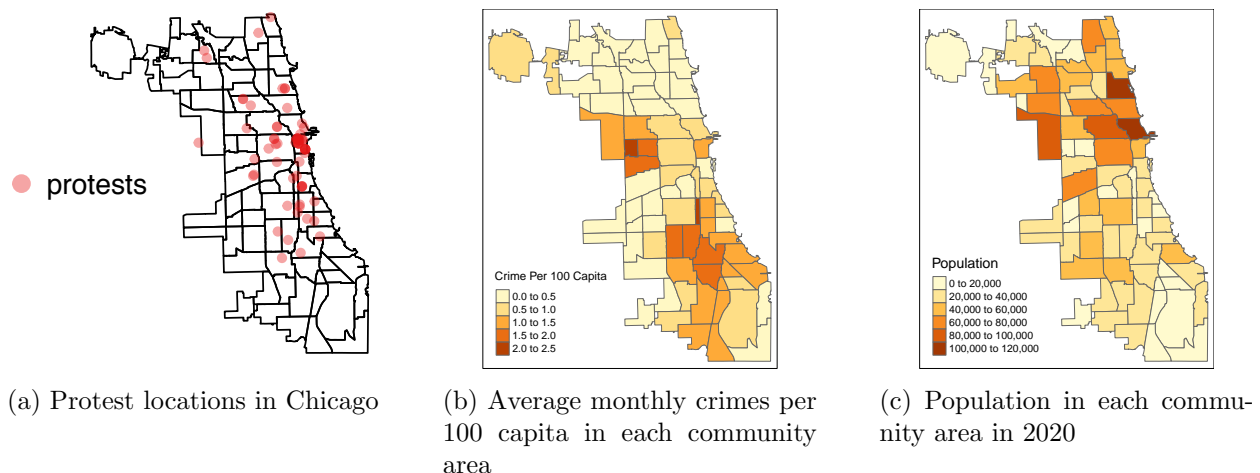 protests
Crime Per 100 Capita
0.0 to 0.5
0.5 to 1.0
1.0 to 1.5
1.5 to 2.0
2.0 to 2.5
Population
0 to 20,000
20,000 to 40,000
40,000 to 60,000
60,000 to 80,000
80,000 to 100,000
100,000 to 120,000
(a) Protest locations in Chicago
(b) Average monthly crimes per
100 capita in each community
area
(c) Population in each commu-
nity area in 2020